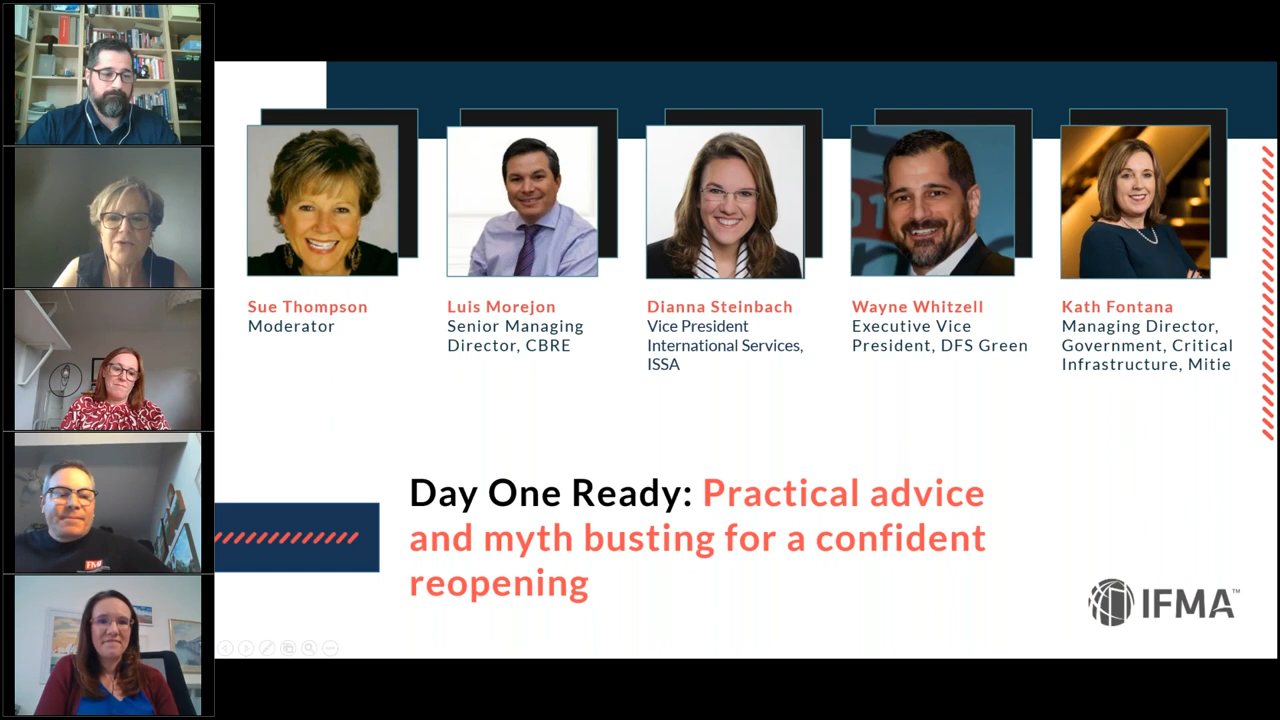 Sue Thompson
Moderator
Luis Morejon
Senior Managing
Director, CBRE
Dianna Steinbach
Vice President
International Services,
ISSA
Wayne Whitzell
Executive Vice
President, DFS Green
Kath Fontana
Managing Director,
Government, Critical
Infrastructure, Mitie
Day One Ready: Practical advice
and myth busting for a confident
reopening
IFMA™